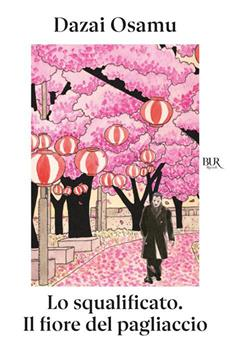 Dazai Osamu
BUR
Lo squalificato.
Il fiore del pagliaccio